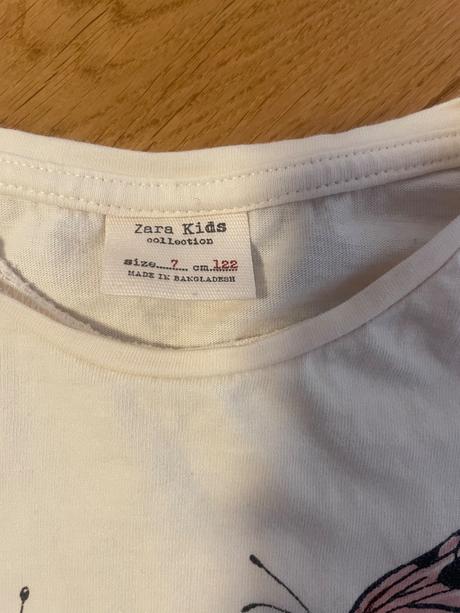 Zara Kids
collection
size....7.... cm.122
MADE IN BANGLADESH